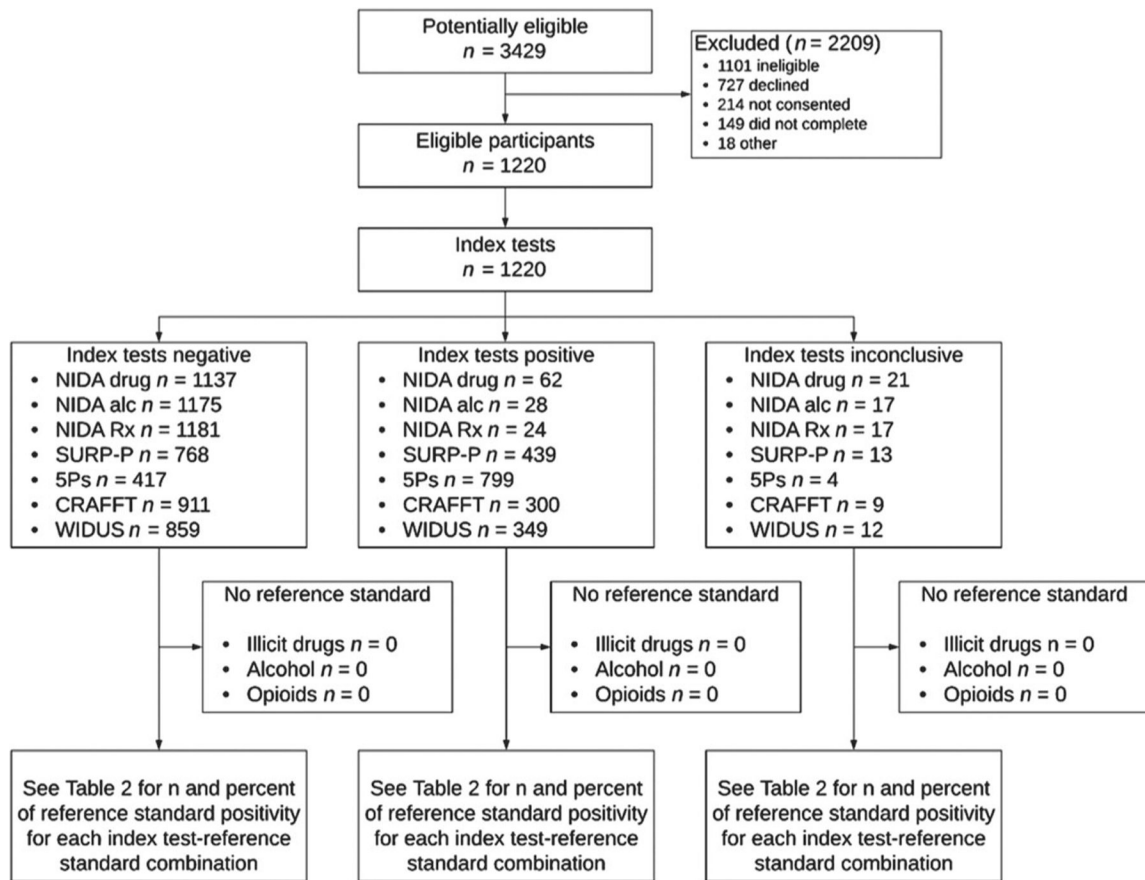 Potentially eligible
n = 3429
Excluded (n = 2209)
• 1101 ineligible
• 727 declined
• 214 not consented
• 149 did not complete
• 18 other
Eligible participants
n = 1220
Index tests
n = 1220
Index tests negative
• NIDA drug n = 1137
• NIDA alc n = 1175
• NIDA Rx n = 1181
• SURP-P n = 768
• 5Ps n = 417
• CRAFFT n = 911
• WIDUS n = 859
Index tests positive
• NIDA drug n = 62
• NIDA alc n = 28
• NIDA Rx n = 24
• SURP-P n = 439
• 5Ps n = 799
• CRAFFT n = 300
• WIDUS n = 349
Index tests inconclusive
• NIDA drug n = 21
• NIDA alc n = 17
• NIDA Rx n = 17
• SURP-P n = 13
• 5Ps n = 4
• CRAFFT n = 9
• WIDUS n = 12
No reference standard
• Illicit drugs n = 0
• Alcohol n = 0
• Opioids n = 0
No reference standard
• Illicit drugs n = 0
• Alcohol n = 0
• Opioids n = 0
No reference standard
• Illicit drugs n = 0
• Alcohol n = 0
• Opioids n = 0
See Table 2 for n and percent
of reference standard positivity
for each index test-reference
standard combination
See Table 2 for n and percent
of reference standard positivity
for each index test-reference
standard combination
See Table 2 for n and percent
of reference standard positivity
for each index test-reference
standard combination